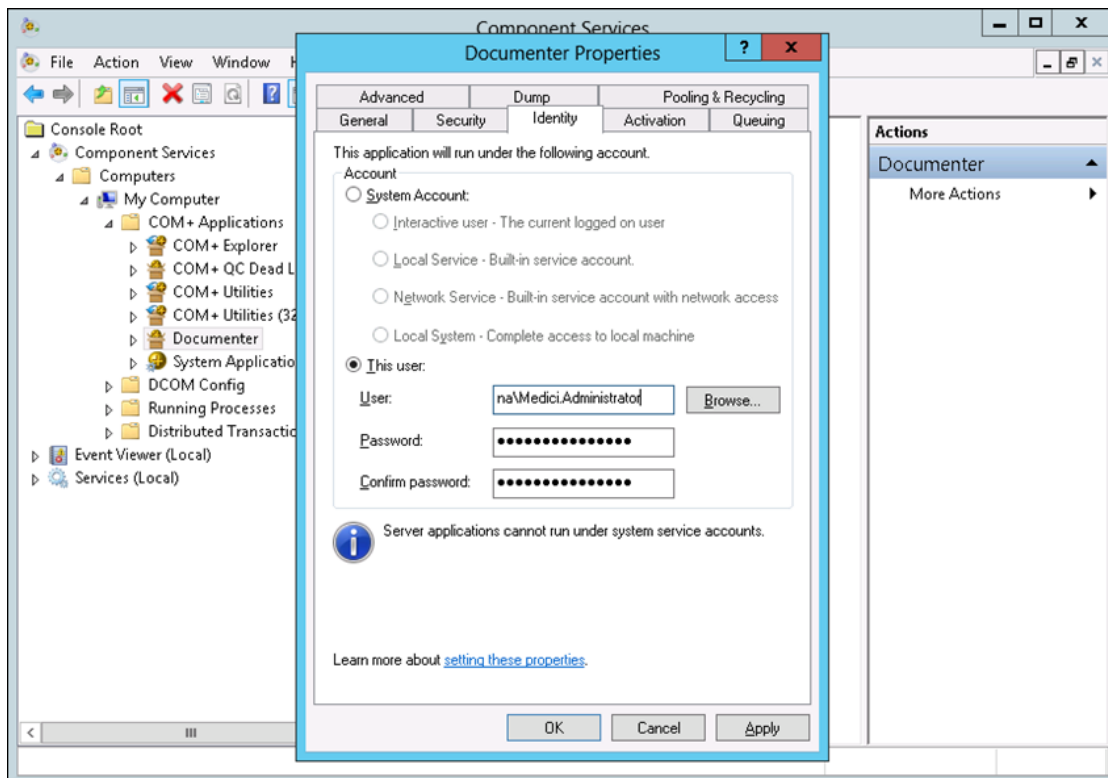 Component Services
File Action View Window H
Documenter Properties
Advanced Dump Pooling & Recycling
General Security Identity Activation Queuing
This application will run under the following account.
Account
System Account:
Interactive user - The current logged on user
Local Service - Built-in service account.
Network Service - Built-in service account with network access
Local System - Complete access to local machine
This user:
User: na\Medici.Administrator Browse...
Password: •••••••••••••••
Confirm password: •••••••••••••••
Server applications cannot run under system service accounts.
Learn more about setting these properties.
OK Cancel Apply
Console Root
Component Services
Computers
My Computer
COM+ Applications
COM+ Explorer
COM+ QC Dead L
COM+ Utilities
COM+ Utilities (32
Documenter
System Applicatio
DCOM Config
Running Processes
Distributed Transactic
Event Viewer (Local)
Services (Local)
Actions
Documenter
More Actions